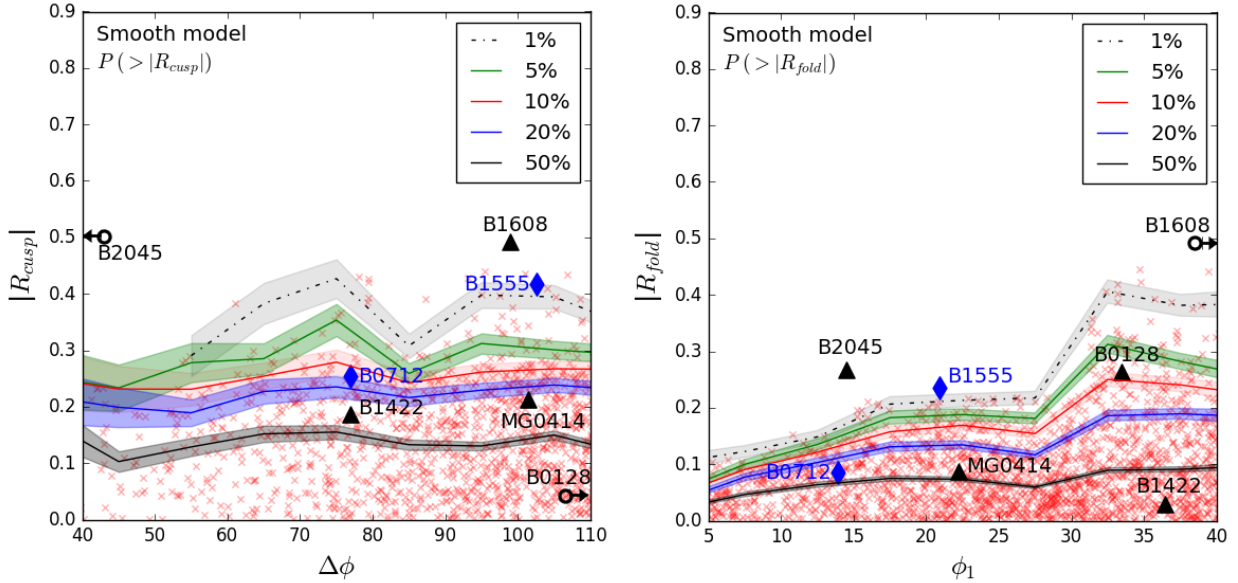 Smooth model
P ( > |R_cusp|)
1%
5%
10%
20%
50%
B1608
B2045
B1555
B0712
B1422
MG0414
B0128
0.9
0.8
0.7
0.6
0.5
0.4
0.3
0.2
0.1
0.0
|R_cusp|
40 50 60 70 80 90 100 110
Δϕ
Smooth model
P ( > |R_fold|)
1%
5%
10%
20%
50%
B1608
B2045
B0128
B1555
B0712
MG0414
B1422
0.9
0.8
0.7
0.6
0.5
0.4
0.3
0.2
0.1
0.0
|R_fold|
5 10 15 20 25 30 35 40
ϕ_1